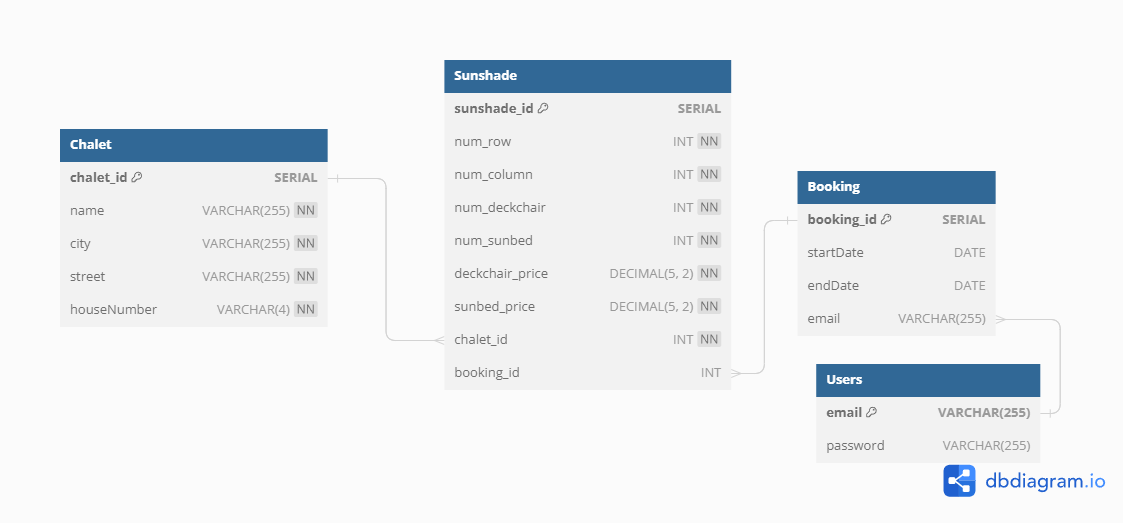 Chalet
chalet_id SERIAL
name VARCHAR(255) NN
city VARCHAR(255) NN
street VARCHAR(255) NN
houseNumber VARCHAR(4) NN
Sunshade
sunshade_id SERIAL
num_row INT NN
num_column INT NN
num_deckchair INT NN
num_sunbed INT NN
deckchair_price DECIMAL(5, 2) NN
sunbed_price DECIMAL(5, 2) NN
chalet_id INT NN
booking_id INT
Booking
booking_id SERIAL
startDate DATE
endDate DATE
email VARCHAR(255)
Users
email VARCHAR(255)
password VARCHAR(255)
dbdiagram.io